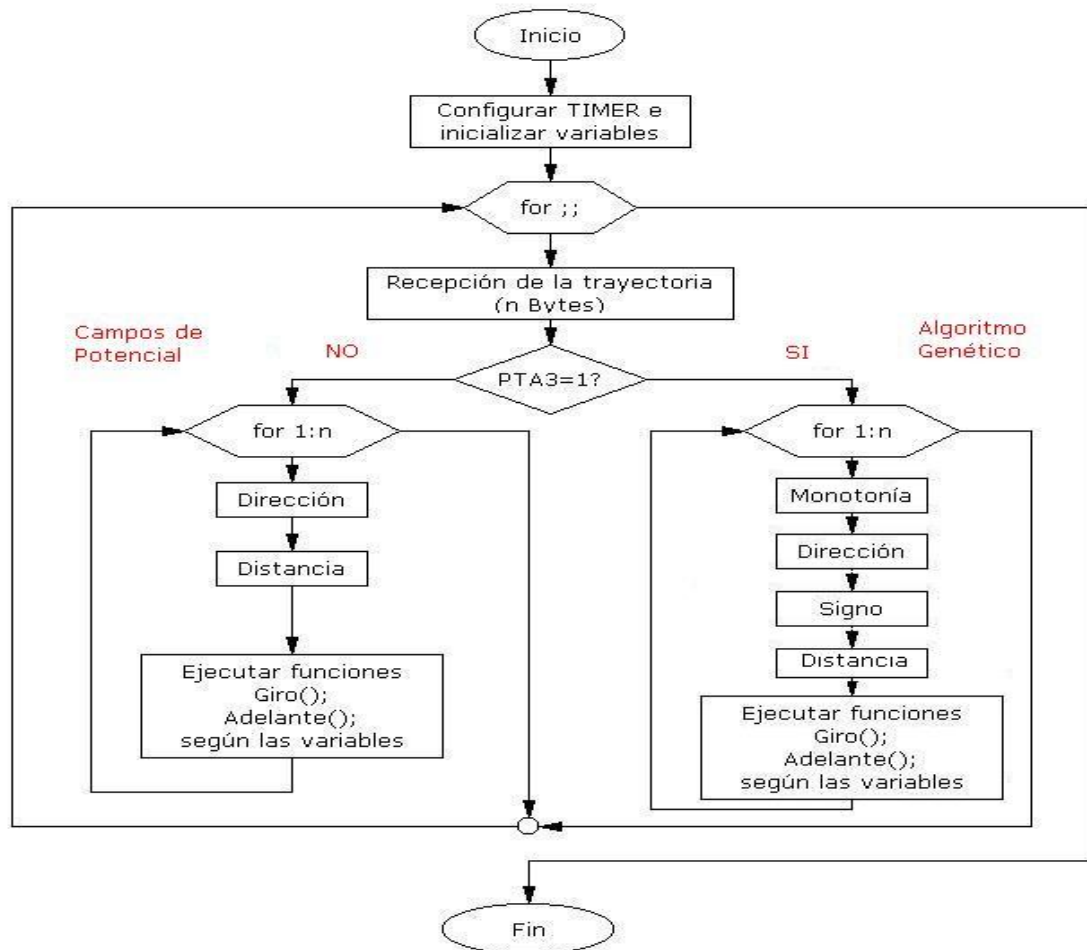 Inicio
Configurar TIMER e
inicializar variables
for ;;
Recepción de la trayectoria
(n Bytes)
Campos de
Potencial
NO
PTA3=1?
SI
Algoritmo
Genético
for 1:n
Dirección
Distancia
Ejecutar funciones
Giro();
Adelante();
según las variables
for 1:n
Monotonía
Dirección
Signo
Distancia
Ejecutar funciones
Giro();
Adelante();
según las variables
Fin